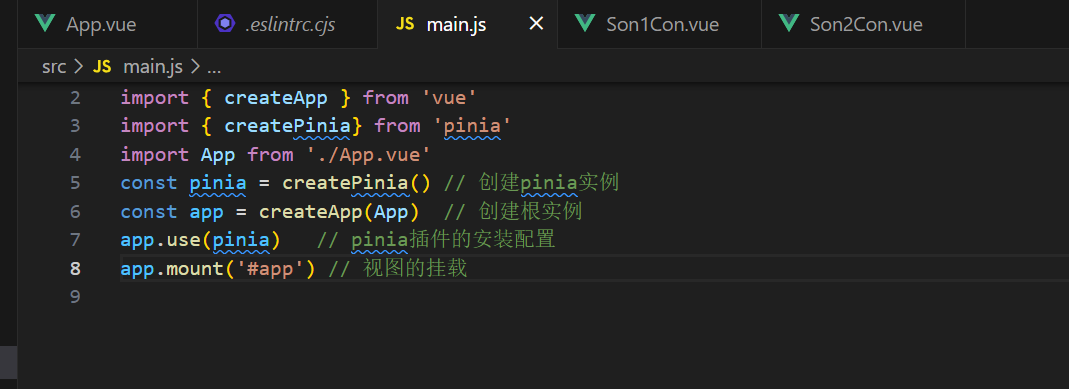 App.vue .eslintrc.cjs JS main.js × Son1Con.vue Son2Con.vue
src > JS main.js > ...
2 import { createApp } from 'vue'
3 import { createPinia} from 'pinia'
4 import App from './App.vue'
5 const pinia = createPinia() // 创建pinia实例
6 const app = createApp(App)  // 创建根实例
7 app.use(pinia)   // pinia插件的安装配置
8 app.mount('#app') // 视图的挂载
9